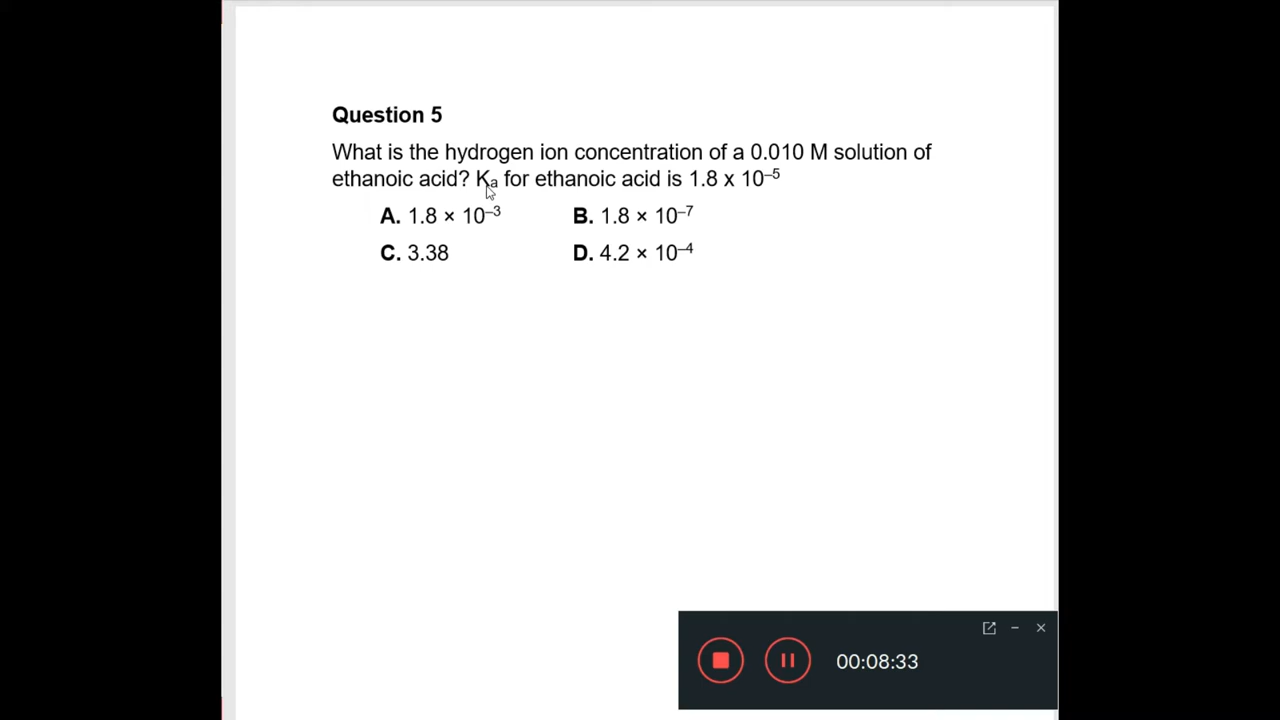 Question 5
What is the hydrogen ion concentration of a 0.010 M solution of
ethanoic acid? Kₐ for ethanoic acid is 1.8 x 10⁻⁵
A. 1.8 × 10⁻³ B. 1.8 × 10⁻⁷
C. 3.38 D. 4.2 × 10⁻⁴
00:08:33